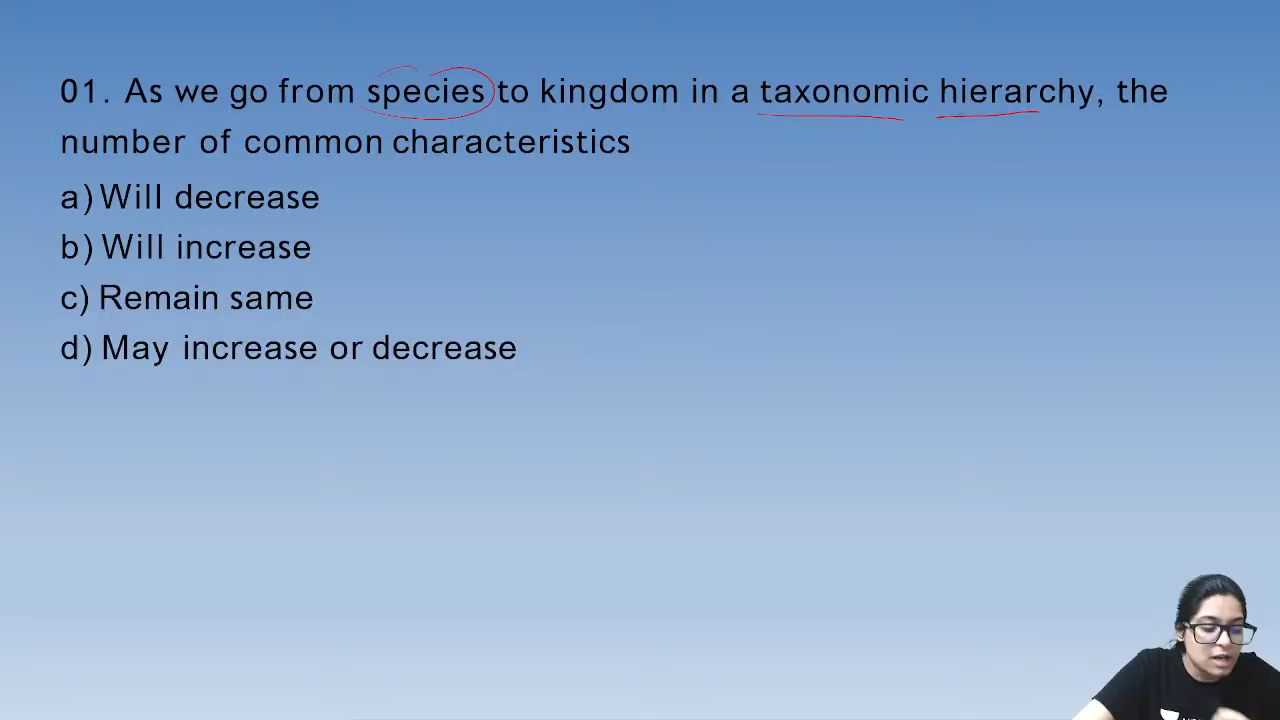 01. As we go from species to kingdom in a taxonomic hierarchy, the
number of common characteristics
a) Will decrease
b) Will increase
c) Remain same
d) May increase or decrease